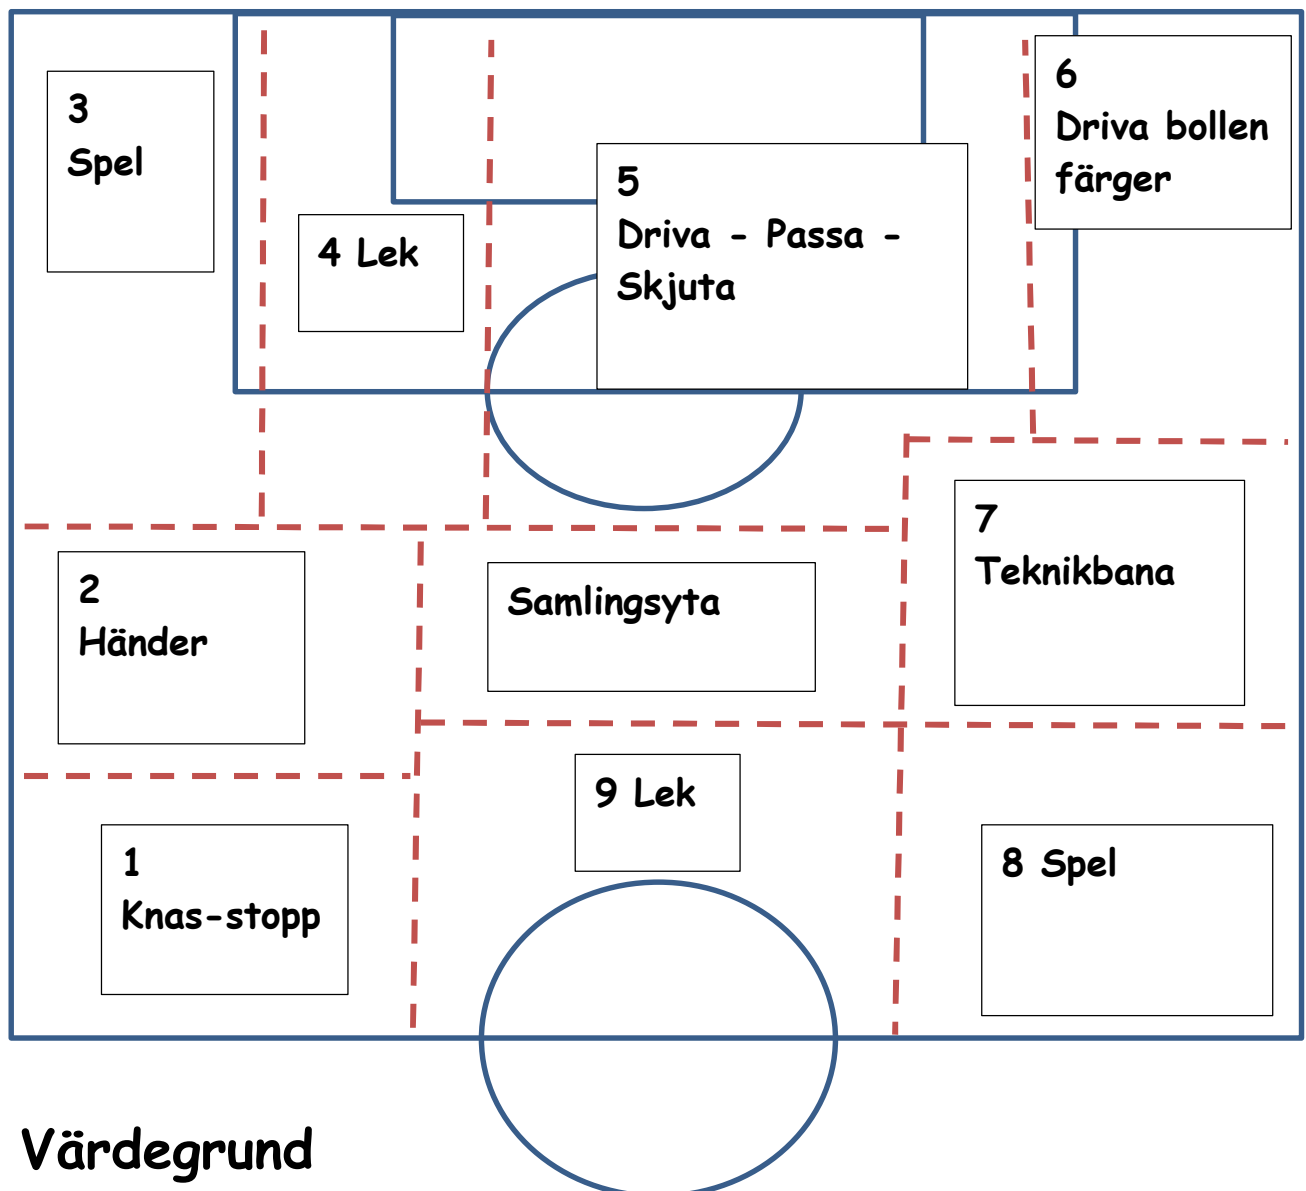 3
Spel
4 Lek
5
Driva - Passa -
Skjuta
6
Driva bollen
färger
2
Händer
Samlingsyta
7
Teknikbana
1
Knas-stopp
9 Lek
8 Spel
Värdegrund